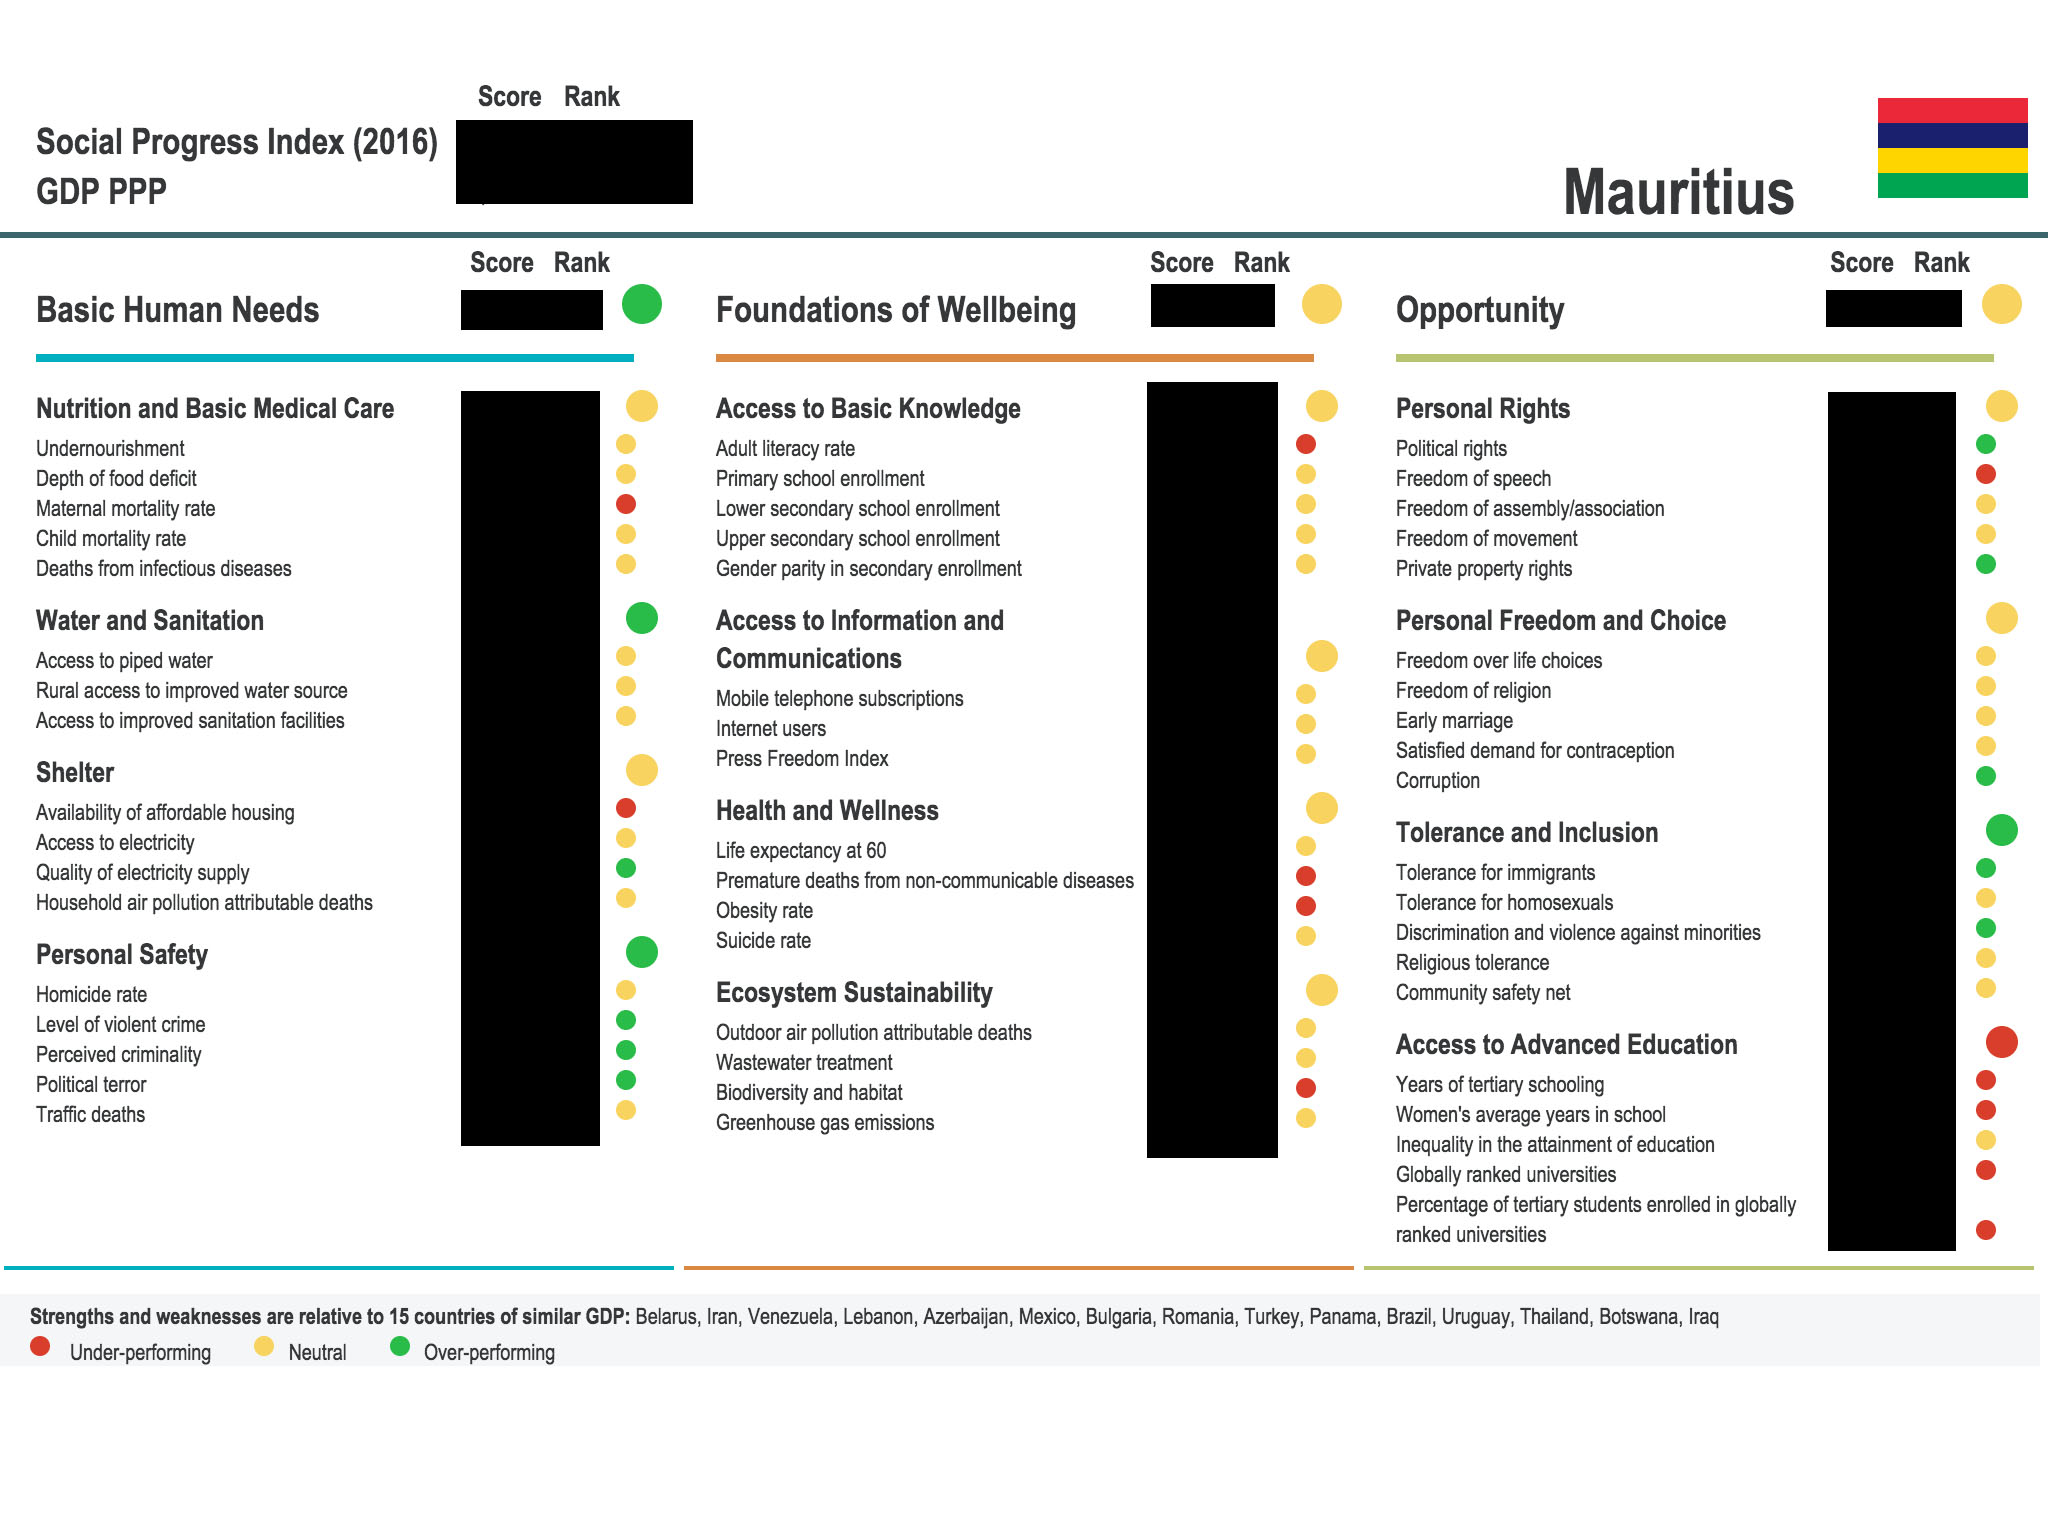 Score Rank
Social Progress Index (2016)
GDP PPP
Mauritius
Score Rank
Basic Human Needs
Nutrition and Basic Medical Care
Undernourishment
Depth of food deficit
Maternal mortality rate
Child mortality rate
Deaths from infectious diseases
Water and Sanitation
Access to piped water
Rural access to improved water source
Access to improved sanitation facilities
Shelter
Availability of affordable housing
Access to electricity
Quality of electricity supply
Household air pollution attributable deaths
Personal Safety
Homicide rate
Level of violent crime
Perceived criminality
Political terror
Traffic deaths
Score Rank
Foundations of Wellbeing
Access to Basic Knowledge
Adult literacy rate
Primary school enrollment
Lower secondary school enrollment
Upper secondary school enrollment
Gender parity in secondary enrollment
Access to Information and
Communications
Mobile telephone subscriptions
Internet users
Press Freedom Index
Health and Wellness
Life expectancy at 60
Premature deaths from non-communicable diseases
Obesity rate
Suicide rate
Ecosystem Sustainability
Outdoor air pollution attributable deaths
Wastewater treatment
Biodiversity and habitat
Greenhouse gas emissions
Score Rank
Opportunity
Personal Rights
Political rights
Freedom of speech
Freedom of assembly/association
Freedom of movement
Private property rights
Personal Freedom and Choice
Freedom over life choices
Freedom of religion
Early marriage
Satisfied demand for contraception
Corruption
Tolerance and Inclusion
Tolerance for immigrants
Tolerance for homosexuals
Discrimination and violence against minorities
Religious tolerance
Community safety net
Access to Advanced Education
Years of tertiary schooling
Women's average years in school
Inequality in the attainment of education
Globally ranked universities
Percentage of tertiary students enrolled in globally
ranked universities
Strengths and weaknesses are relative to 15 countries of similar GDP: Belarus, Iran, Venezuela, Lebanon, Azerbaijan, Mexico, Bulgaria, Romania, Turkey, Panama, Brazil, Uruguay, Thailand, Botswana, Iraq
Under-performing Neutral Over-performing